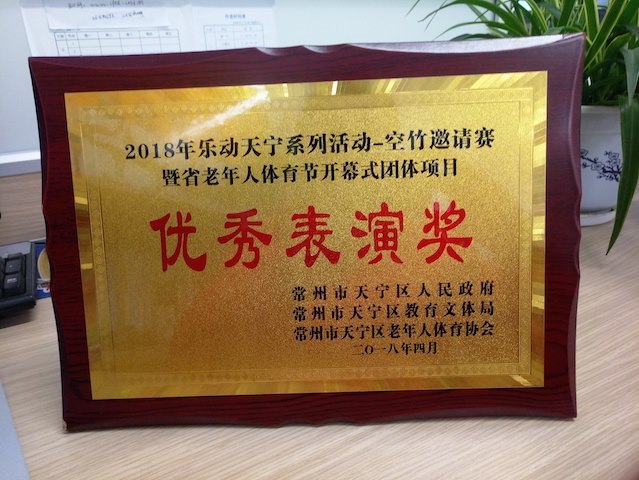 2018年乐动天宁系列活动-空竹邀请赛
暨省老年人体育节开幕式团体项目
优秀表演奖
常州市天宁区人民政府
常州市天宁区教育文体局
常州市天宁区老年人体育协会
二〇一八年四月